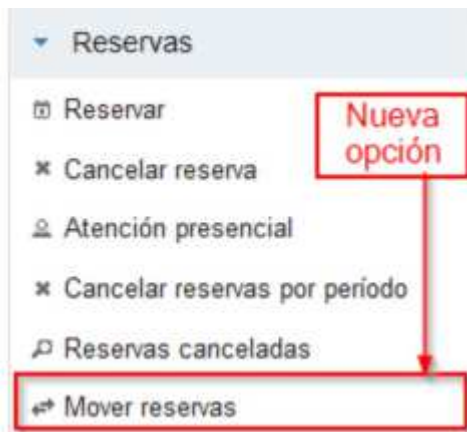 Reservas
Reservar
Nueva
opción
Cancelar reserva
Atención presencial
Cancelar reservas por período
Reservas canceladas
Mover reservas